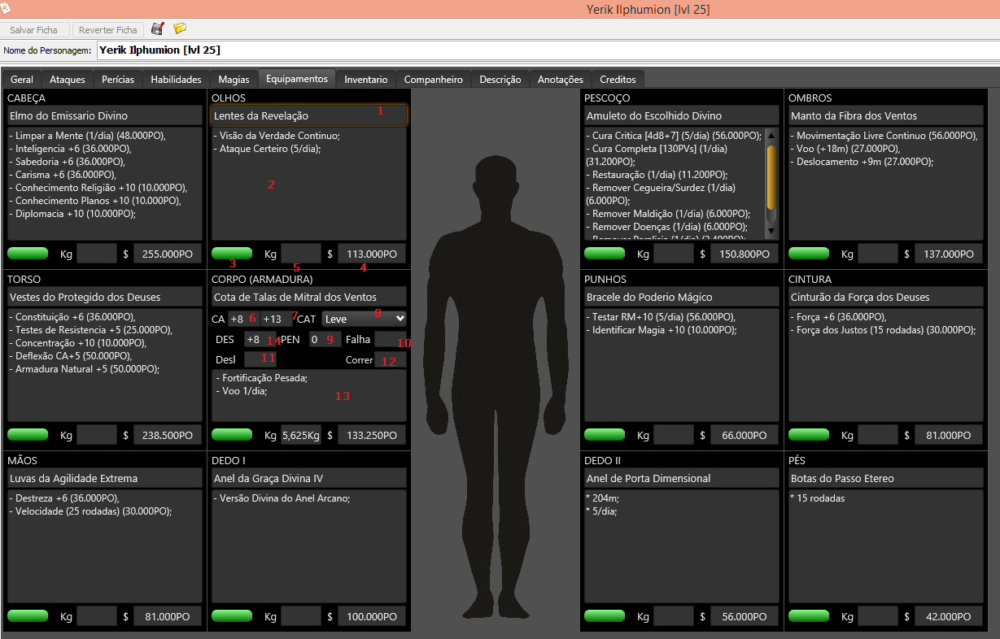 Yerik Ilphumion [lvl 25]
Salvar Ficha Reverter Ficha
Nome do Personagem: Yerik Ilphumion [lvl 25]
Geral Ataques Perícias Habilidades Magias Equipamentos Inventario Companheiro Descrição Anotações Creditos
CABEÇA
Elmo do Emissario Divino
- Limpar a Mente (1/dia) (48.000PO),
- Inteligencia +6 (36.000PO),
- Sabedoria +6 (36.000PO),
- Carisma +6 (36.000PO),
- Conhecimento Religião +10 (10.000PO),
- Conhecimento Planos +10 (10.000PO),
- Diplomacia +10 (10.000PO);
Kg $ 255.000PO
OLHOS
Lentes da Revelação 1
- Visão da Verdade Continuo;
- Ataque Certeiro (5/dia);
2
Kg $ 113.000PO
3 5 4
PESCOÇO
Amuleto do Escolhido Divino
- Cura Critica [4d8+7] (5/dia) (56.000PO);
- Cura Completa [130PVs] (1/dia)
(31.200PO);
- Restauração (1/dia) (11.200PO);
- Remover Cegueira/Surdez (1/dia)
(6.000PO);
- Remover Maldição (1/dia) (6.000PO);
- Remover Doenças (1/dia) (6.000PO);
- Remover Paralisia (1/dia) (2.400PO);
Kg $ 150.800PO
OMBROS
Manto da Fibra dos Ventos
- Movimentação Livre Continuo (56.000PO),
- Voo (+18m) (27.000PO),
- Deslocamento +9m (27.000PO);
Kg $ 137.000PO
TORSO
Vestes do Protegido dos Deuses
- Constituição +6 (36.000PO),
- Testes de Resistencia +5 (25.000PO),
- Concentração +10 (10.000PO),
- Deflexão CA+5 (50.000PO),
- Armadura Natural +5 (50.000PO);
Kg $ 238.500PO
CORPO (ARMADURA)
Cota de Talas de Mitral dos Ventos
CA +8 6 +13 7 CAT Leve 8
DES +8 14 PEN 0 9 Falha 10
Desl 11 Correr 12
- Fortificação Pesada;
- Voo 1/dia;
13
Kg 5,625Kg $ 133.250PO
PUNHOS
Bracele do Poderio Mágico
- Testar RM+10 (5/dia) (56.000PO),
- Identificar Magia +10 (10.000PO);
Kg $ 66.000PO
CINTURA
Cinturão da Força dos Deuses
- Força +6 (36.000PO),
- Força dos Justos (15 rodadas) (30.000PO);
Kg $ 81.000PO
MÃOS
Luvas da Agilidade Extrema
- Destreza +6 (36.000PO),
- Velocidade (25 rodadas) (30.000PO);
Kg $ 81.000PO
DEDO I
Anel da Graça Divina IV
- Versão Divina do Anel Arcano;
Kg $ 100.000PO
DEDO II
Anel de Porta Dimensional
* 204m;
* 5/dia;
Kg $ 56.000PO
PÉS
Botas do Passo Etereo
* 15 rodadas
Kg $ 42.000PO